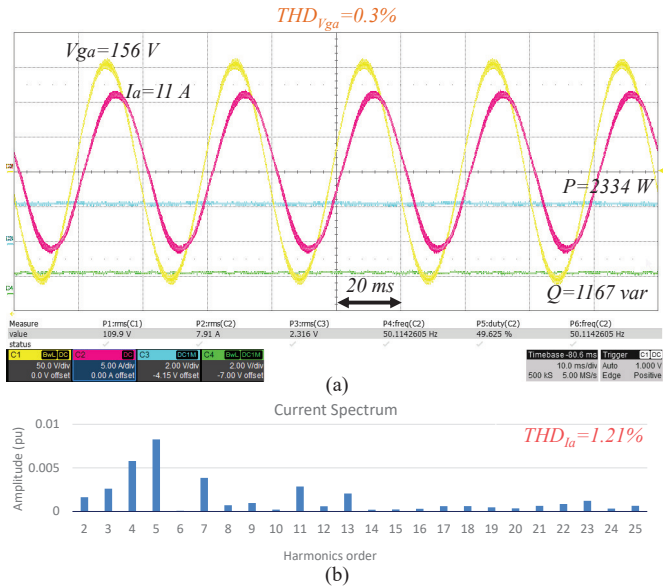 THD_Vga=0.3%
Vga=156 V
Ia=11 A
P=2334 W
20 ms
Q=1167 var
Measure P1:rms(C1) P2:rms(C2) P3:rms(C3) P4:freq(C2) P5:duty(C2) P6:freq(C2)
value 109.9 V 7.91 A 2.316 V 50.1142605 Hz 49.625 % 50.1142605 Hz
status
C1 BwL DC C2 DC C3 DC1M C4 BwL DC1M Timebase -80.6 ms Trigger C1 DC
50.0 V/div 5.00 A/div 2.00 V/div 2.00 V/div 10.0 ms/div Auto 1.000 V
0.0 V offset 0.00 A offset -4.15 V offset -7.00 V offset 500 kS 5.00 MS/s Edge Positive
(a)
Current Spectrum
THD_Ia=1.21%
Amplitude (pu)
0.01
0.005
0
2 3 4 5 6 7 8 9 10 11 12 13 14 15 16 17 18 19 20 21 22 23 24 25
Harmonics order
(b)